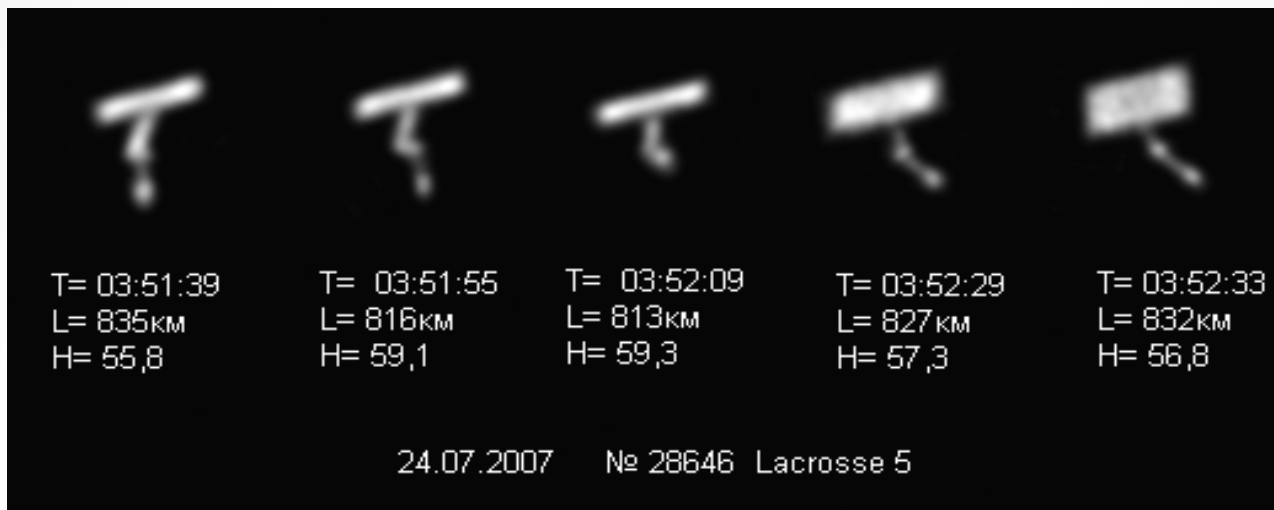 T= 03:51:39
L= 835км
H= 55,8
T= 03:51:55
L= 816км
H= 59,1
T= 03:52:09
L= 813км
H= 59,3
T= 03:52:29
L= 827км
H= 57,3
T= 03:52:33
L= 832км
H= 56,8
24.07.2007 № 28646 Lacrosse 5